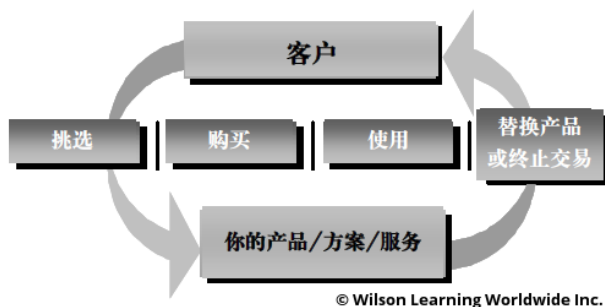 客户
挑选
购买
使用
替换产品
或终止交易
你的产品/方案/服务
© Wilson Learning Worldwide Inc.